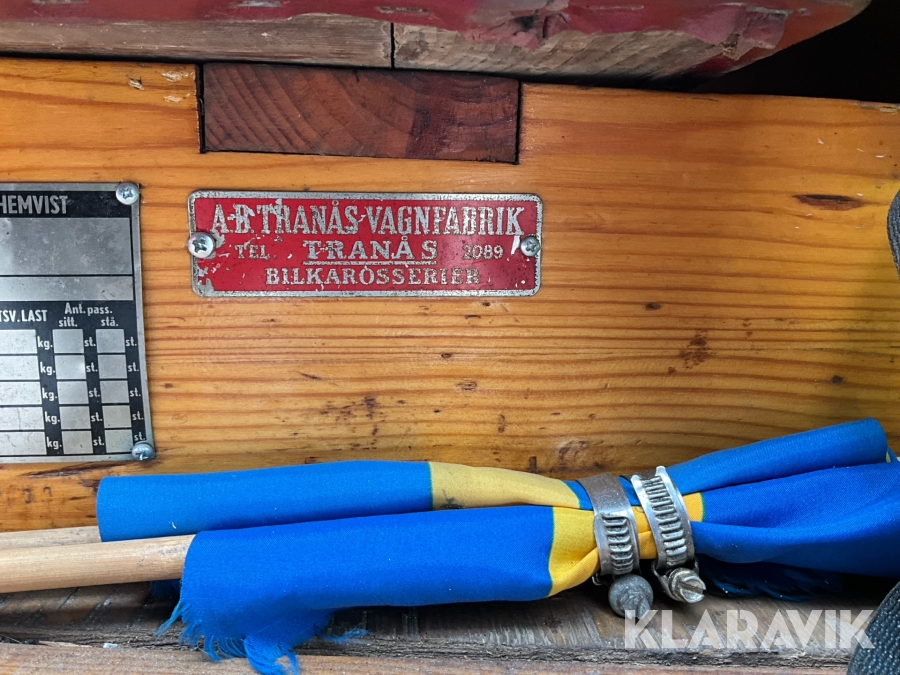 HEMVIST
TSV. LAST Ant. pass.
sitt. stå.
kg. st. st.
kg. st. st.
kg. st. st.
kg. st. st.
kg. st. st.
A-B. TRANÅS-VAGNFABRIK
TEL. TRANÅS 2089
BILKAROSSERIER
KLARAVIK